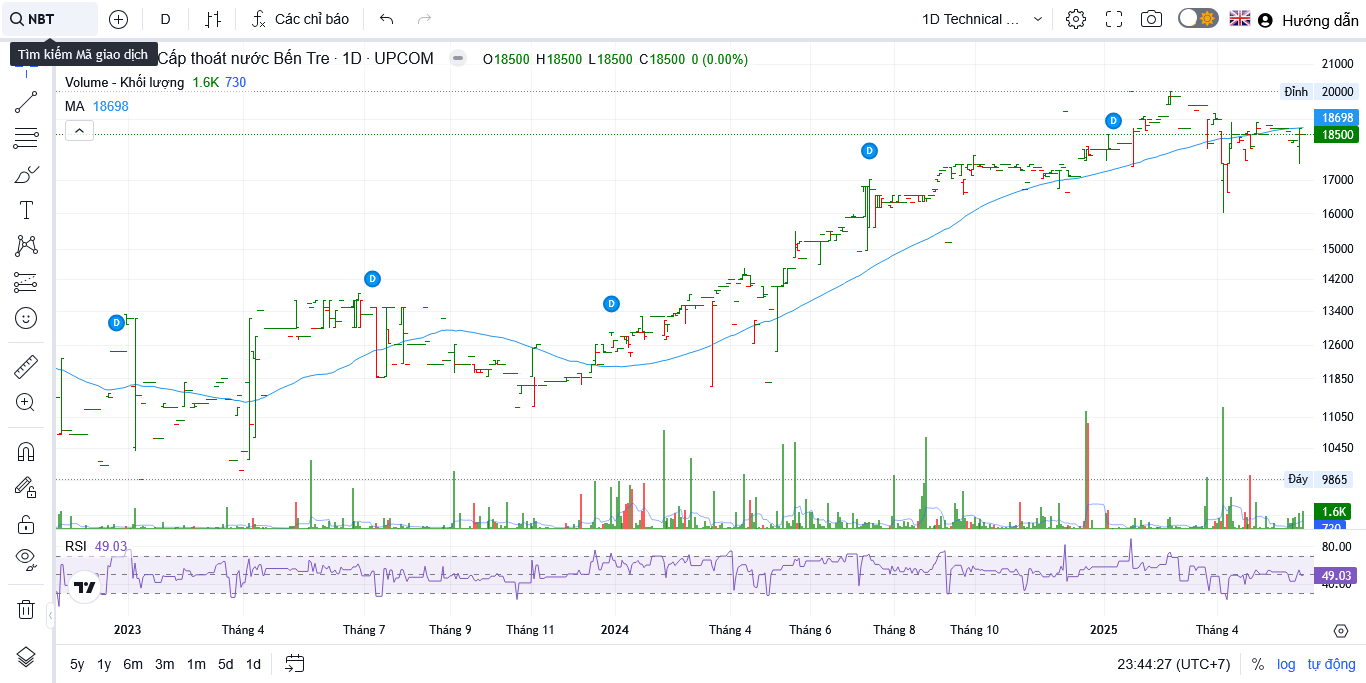 NBT D Các chỉ báo 1D Technical ... Hướng dẫn
Tìm kiếm Mã giao dịch
Cấp thoát nước Bến Tre · 1D · UPCOM O18500 H18500 L18500 C18500 0 (0.00%)
Volume - Khối lượng 1.6K 730
MA 18698
21000
Đỉnh 20000
18698
18500
17000
16000
15000
14200
13400
12600
11850
11050
10450
Đáy 9865
1.6K
730
D
D
D
D
D
RSI 49.03
80.00
49.03
40.00
2023 Tháng 4 Tháng 7 Tháng 9 Tháng 11 2024 Tháng 4 Tháng 6 Tháng 8 Tháng 10 2025 Tháng 4
5y 1y 6m 3m 1m 5d 1d 23:44:27 (UTC+7) % log tự động